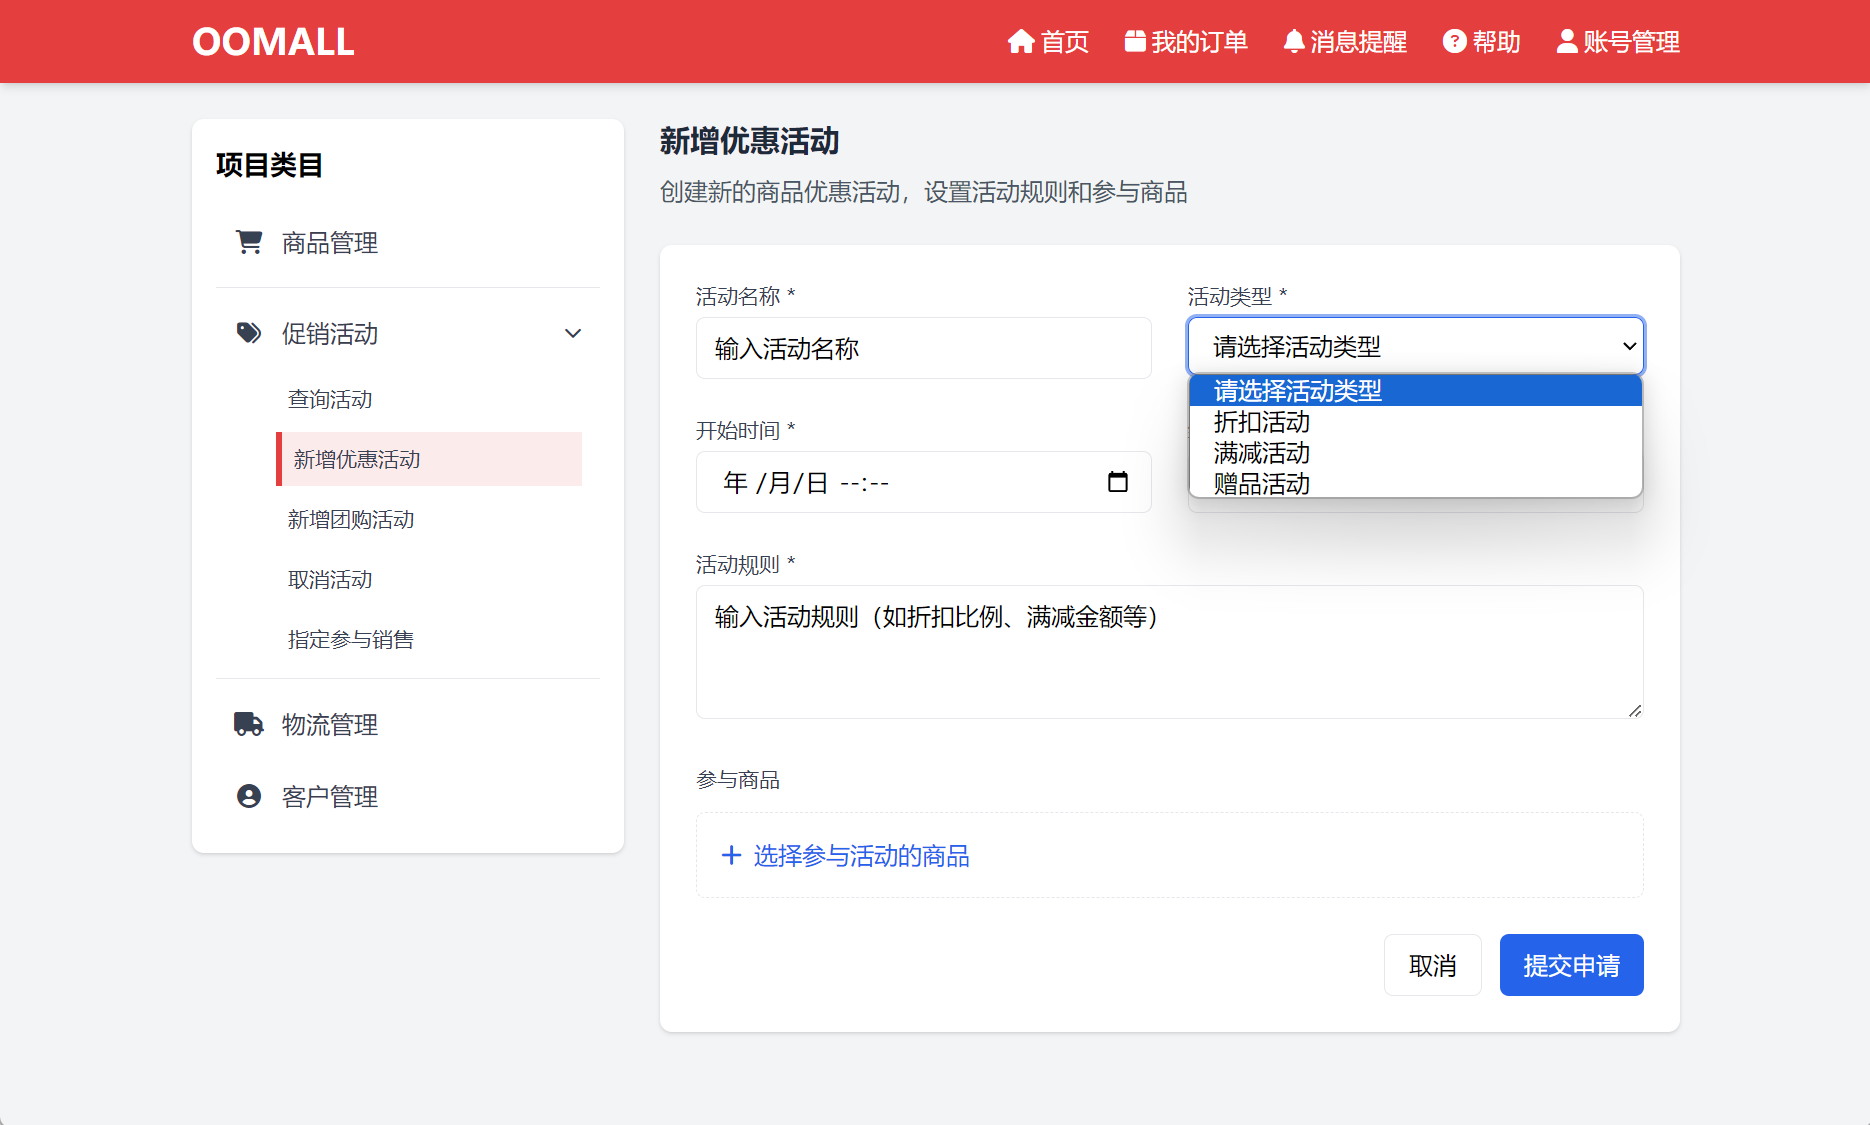 OOMALL
首页
我的订单
消息提醒
帮助
账号管理
项目类目
商品管理
促销活动
查询活动
新增优惠活动
新增团购活动
取消活动
指定参与销售
物流管理
客户管理
新增优惠活动
创建新的商品优惠活动，设置活动规则和参与商品
活动名称 *
输入活动名称
活动类型 *
请选择活动类型
请选择活动类型
折扣活动
满减活动
赠品活动
开始时间 *
年 /月/日 --:--
活动规则 *
输入活动规则（如折扣比例、满减金额等）
参与商品
选择参与活动的商品
取消
提交申请